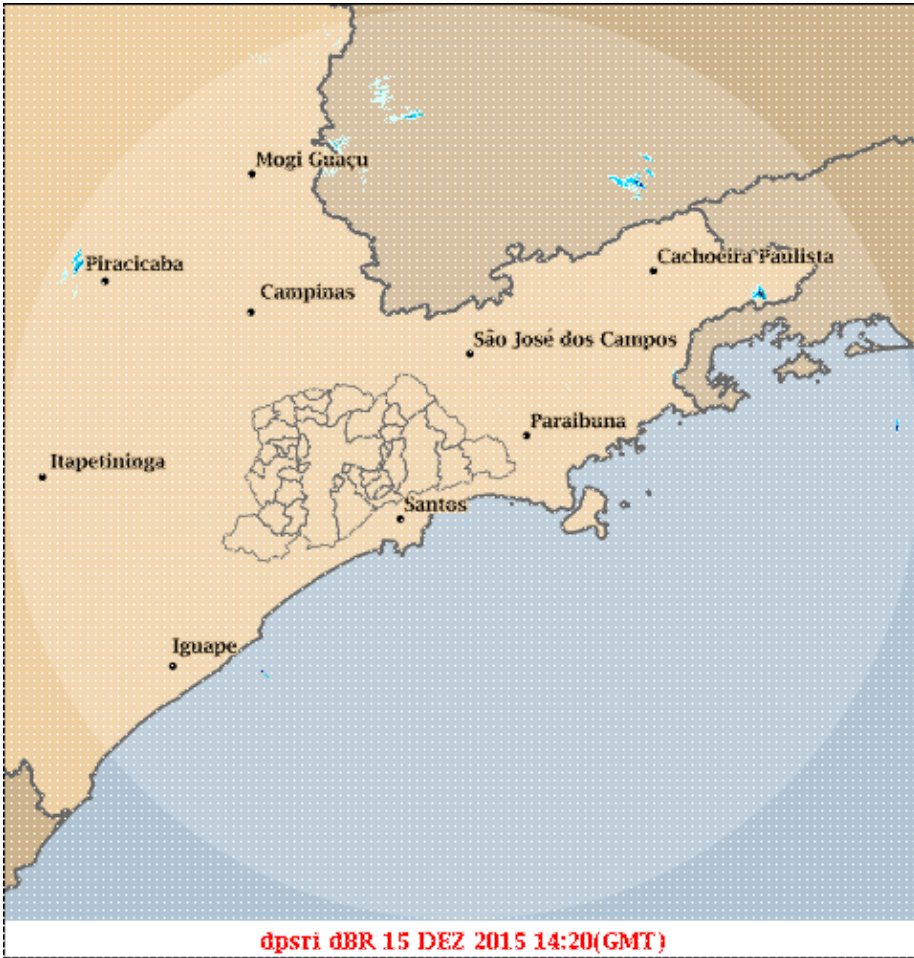 Mogi Guaçu
Piracicaba
Cachoeira Paulista
Campinas
São José dos Campos
Paraibuna
Itapetininga
Santos
Iguape
dpsri dBR 15 DEZ 2015 14:20(GMT)